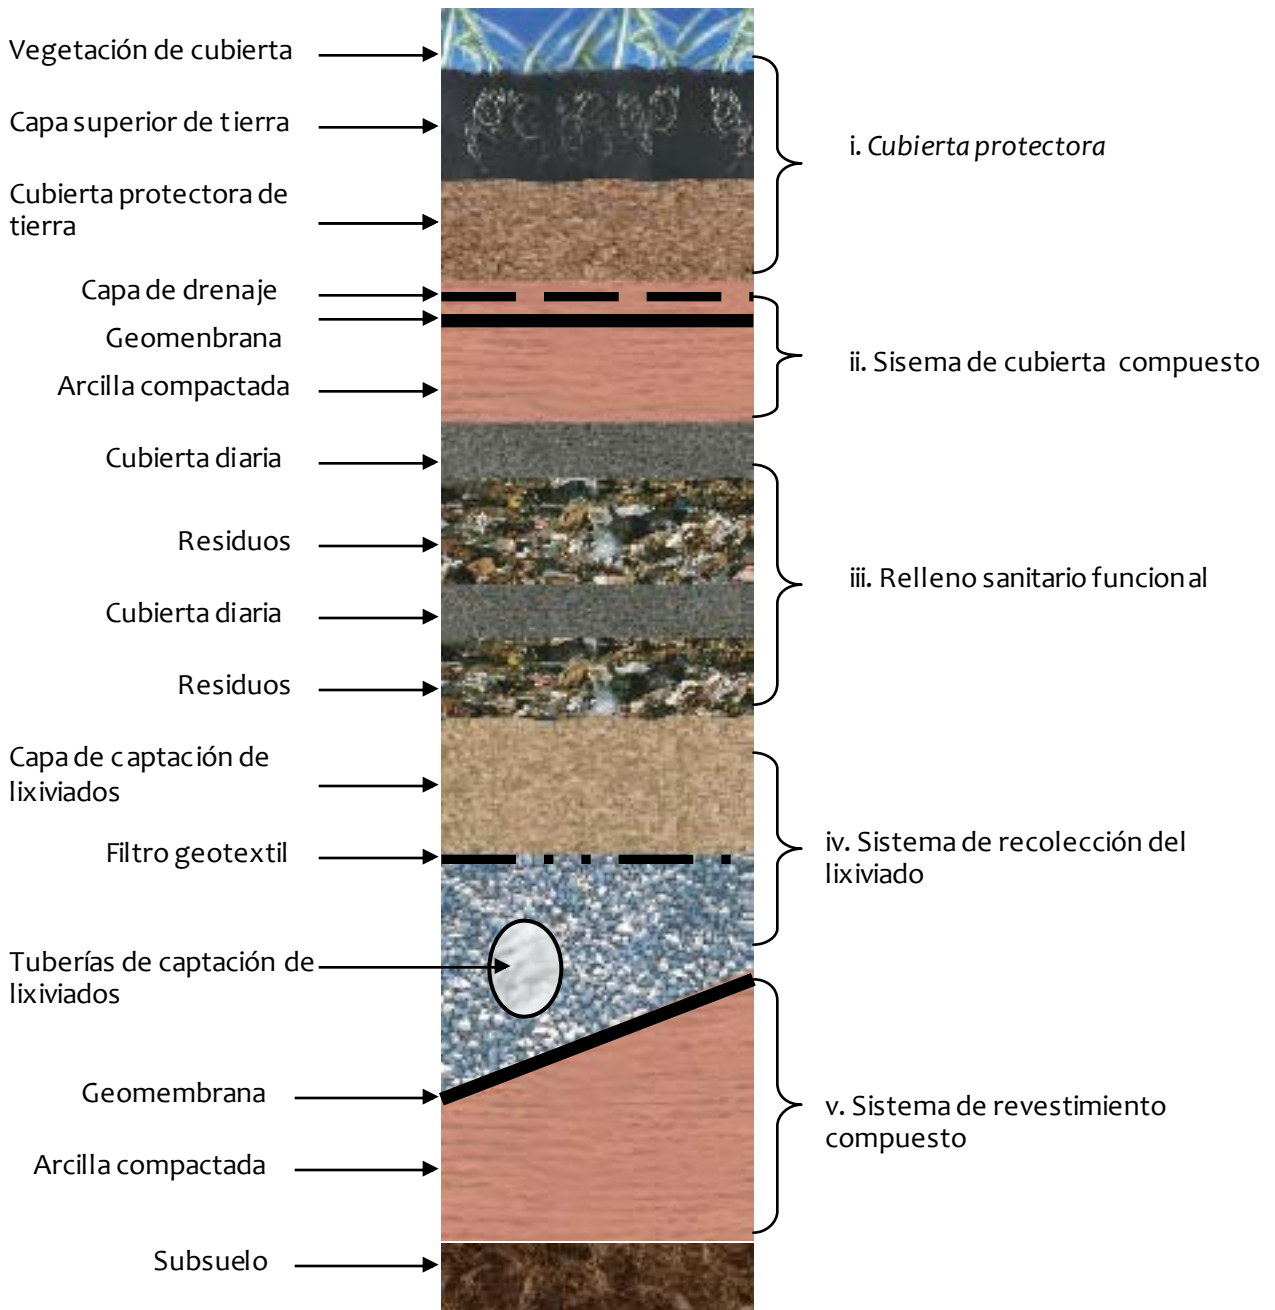 Vegetación de cubierta
Capa superior de tierra
i. Cubierta protectora
Cubierta protectora de
tierra
Capa de drenaje
Geomenbrana
ii. Sisema de cubierta compuesto
Arcilla compactada
Cubierta diaria
Residuos
iii. Relleno sanitario funcional
Cubierta diaria
Residuos
Capa de captación de
lixiviados
Filtro geotextil
iv. Sistema de recolección del
lixiviado
Tuberías de captación de
lixiviados
Geomembrana
v. Sistema de revestimiento
compuesto
Arcilla compactada
Subsuelo